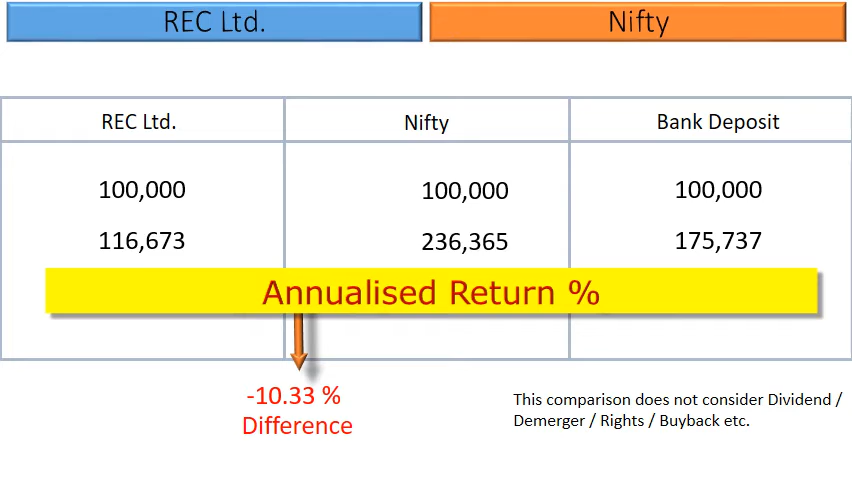 REC Ltd. Nifty
REC Ltd. Nifty Bank Deposit
100,000 100,000 100,000
116,673 236,365 175,737
Annualised Return %
-10.33 %
Difference
This comparison does not consider Dividend /
Demerger / Rights / Buyback etc.